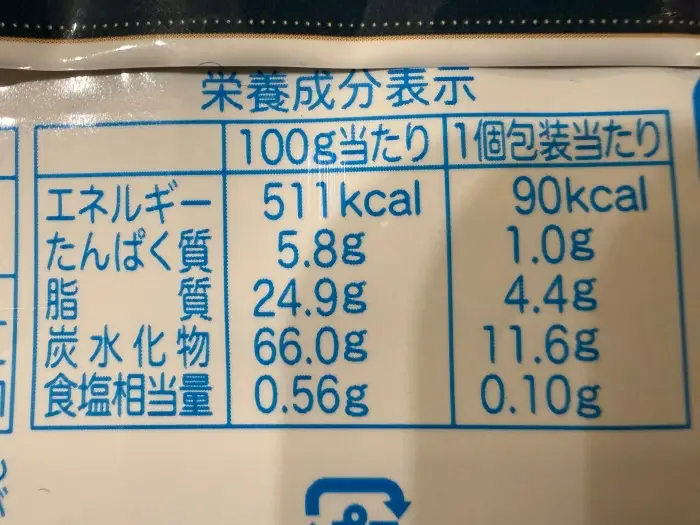 栄養成分表示
100g当たり 1個包装当たり
エネルギー 511kcal 90kcal
たんぱく質 5.8g 1.0g
脂質 24.9g 4.4g
炭水化物 66.0g 11.6g
食塩相当量 0.56g 0.10g